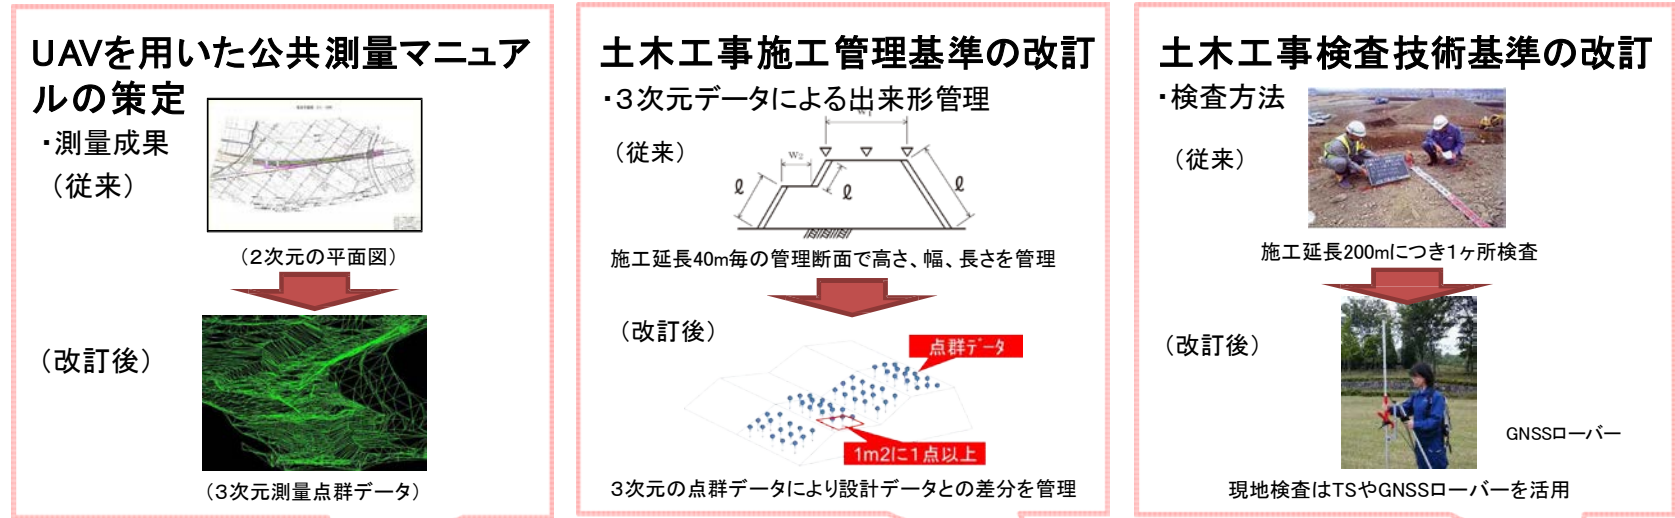 UAVを用いた公共測量マニュア
ルの策定
・測量成果
（従来）
（2次元の平面図）
（改訂後）
（3次元測量点群データ）
土木工事施工管理基準の改訂
・3次元データによる出来形管理
（従来）
w1
w2
ℓ
ℓ
ℓ
施工延長40m毎の管理断面で高さ、幅、長さを管理
（改訂後）
点群データ
1m2に1点以上
3次元の点群データにより設計データとの差分を管理
土木工事検査技術基準の改訂
・検査方法
（従来）
施工延長200mにつき1ヶ所検査
（改訂後）
GNSSローバー
現地検査はTSやGNSSローバーを活用